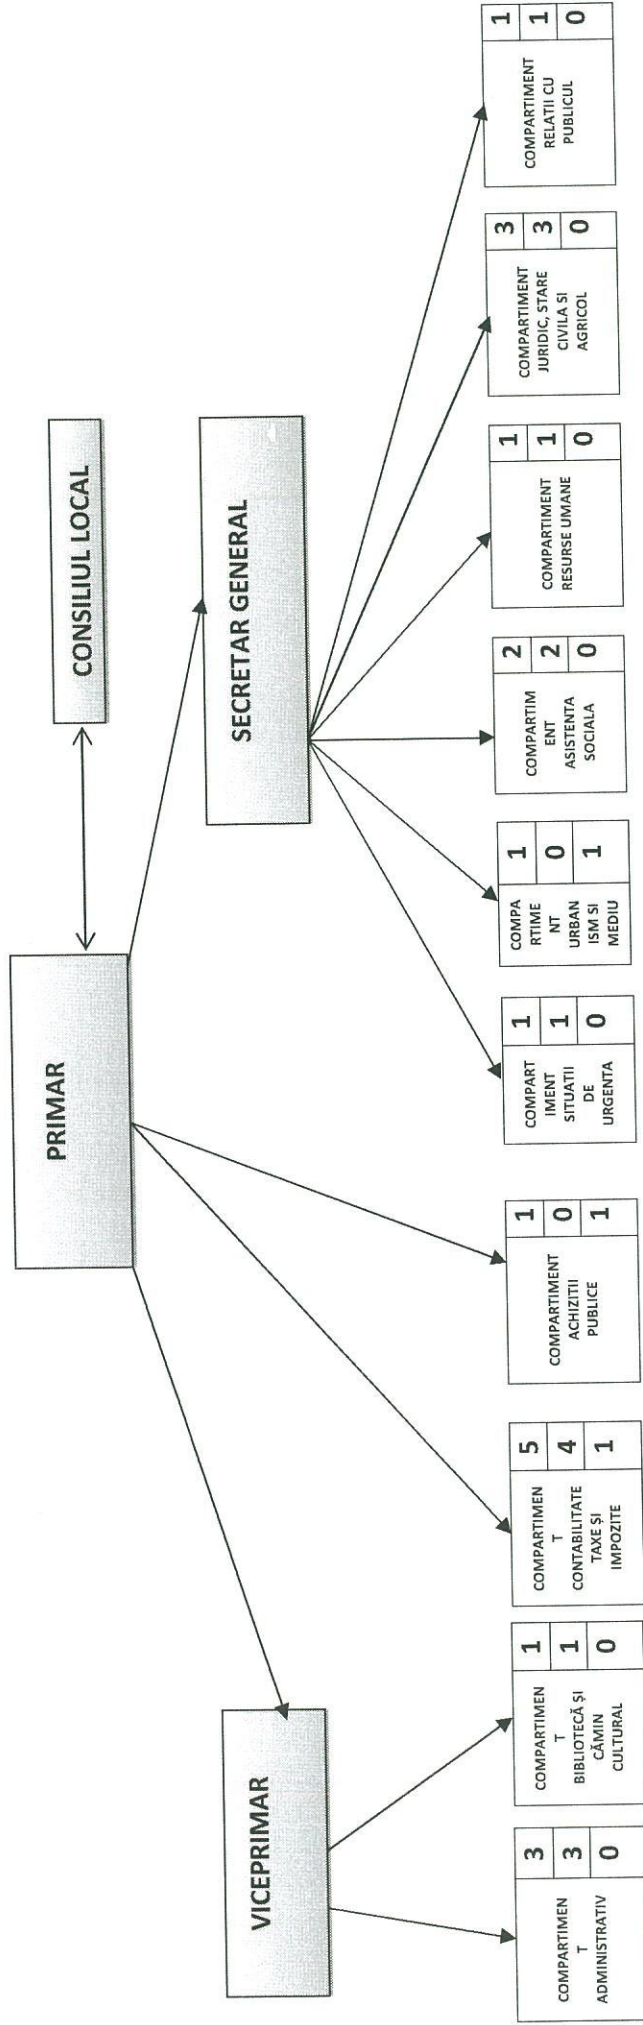 CONSILIUL LOCAL
PRIMAR
SECRETAR GENERAL
VICEPRIMAR
COMPARTIMEN
T
ADMINISTRATIV
3
3
0
COMPARTIMEN
T
BIBLIOTECĂ ȘI
CĂMIN
CULTURAL
1
1
0
COMPARTIMEN
T
CONTABILITATE
TAXE ȘI
IMPOZITE
5
4
1
COMPARTIMENT
ACHIZITII
PUBLICE
1
0
1
COMPART
IMENT
SITUATII
DE
URGENTA
1
1
0
COMPA
RTIME
NT
URBAN
ISM SI
MEDIU
1
0
1
COMPARTIM
ENT
ASISTENTA
SOCIALA
2
2
0
COMPARTIMENT
RESURSE UMANE
1
1
0
COMPARTIMENT
JURIDIC, STARE
CIVILA SI
AGRICOL
3
3
0
COMPARTIMENT
RELATII CU
PUBLICUL
1
1
0